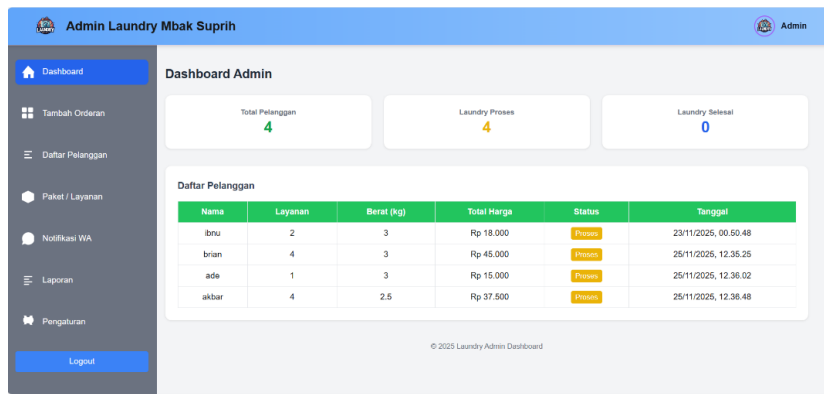 Admin Laundry Mbak Suprih
Admin
Dashboard
Tambah Orderan
Daftar Pelanggan
Paket / Layanan
Notifikasi WA
Laporan
Pengaturan
Logout
Dashboard Admin
Total Pelanggan
4
Laundry Proses
4
Laundry Selesai
0
Daftar Pelanggan
Nama Layanan Berat (kg) Total Harga Status Tanggal
ibnu 2 3 Rp 18.000 Proses 23/11/2025, 00.50.48
brian 4 3 Rp 45.000 Proses 25/11/2025, 12.35.25
ade 1 3 Rp 15.000 Proses 25/11/2025, 12.36.02
akbar 4 2.5 Rp 37.500 Proses 25/11/2025, 12.36.48
© 2025 Laundry Admin Dashboard